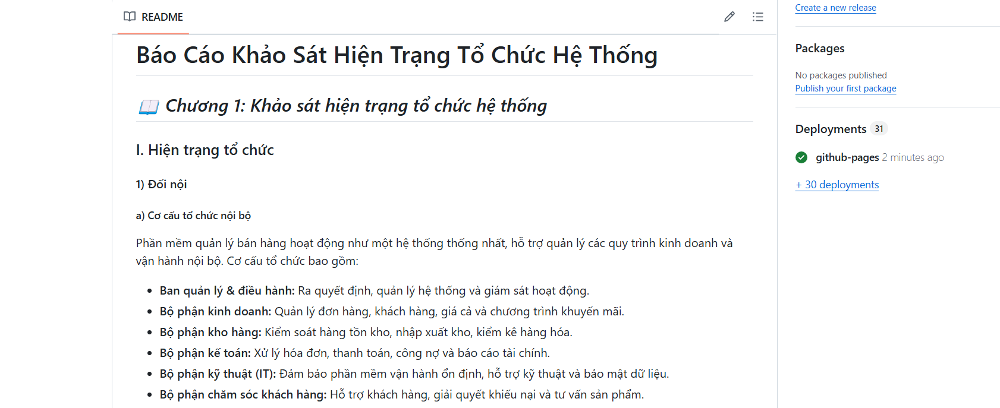 README
Báo Cáo Khảo Sát Hiện Trạng Tổ Chức Hệ Thống
Chương 1: Khảo sát hiện trạng tổ chức hệ thống
I. Hiện trạng tổ chức
1) Đối nội
a) Cơ cấu tổ chức nội bộ
Phần mềm quản lý bán hàng hoạt động như một hệ thống thống nhất, hỗ trợ quản lý các quy trình kinh doanh và
vận hành nội bộ. Cơ cấu tổ chức bao gồm:
• Ban quản lý & điều hành: Ra quyết định, quản lý hệ thống và giám sát hoạt động.
• Bộ phận kinh doanh: Quản lý đơn hàng, khách hàng, giá cả và chương trình khuyến mãi.
• Bộ phận kho hàng: Kiểm soát hàng tồn kho, nhập xuất kho, kiểm kê hàng hóa.
• Bộ phận kế toán: Xử lý hóa đơn, thanh toán, công nợ và báo cáo tài chính.
• Bộ phận kỹ thuật (IT): Đảm bảo phần mềm vận hành ổn định, hỗ trợ kỹ thuật và bảo mật dữ liệu.
• Bộ phận chăm sóc khách hàng: Hỗ trợ khách hàng, giải quyết khiếu nại và tư vấn sản phẩm.
Create a new release
Packages
No packages published
Publish your first package
Deployments 31
github-pages 2 minutes ago
+ 30 deployments